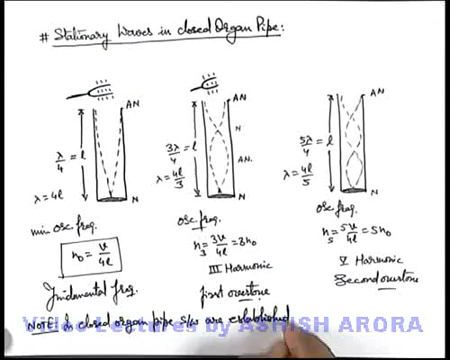 # Stationary Waves in closed Organ Pipe:
AN
N
λ/4 = l
λ = 4l
min osc freq.
n₀ = v/4l
Fundamental freq.
AN
N
AN.
N
3λ/4 = l
λ = 4l/3
osc freq.
n₃ = 3v/4l = 3n₀
III Harmonic
first overtone
AN
N
5λ/4 = l
λ = 4l/5
osc freq.
n₅ = 5v/4l = 5n₀
V Harmonic
Second overtone
NOTE: In closed organ pipe S/w are established
Video Lectures by ASHISH ARORA